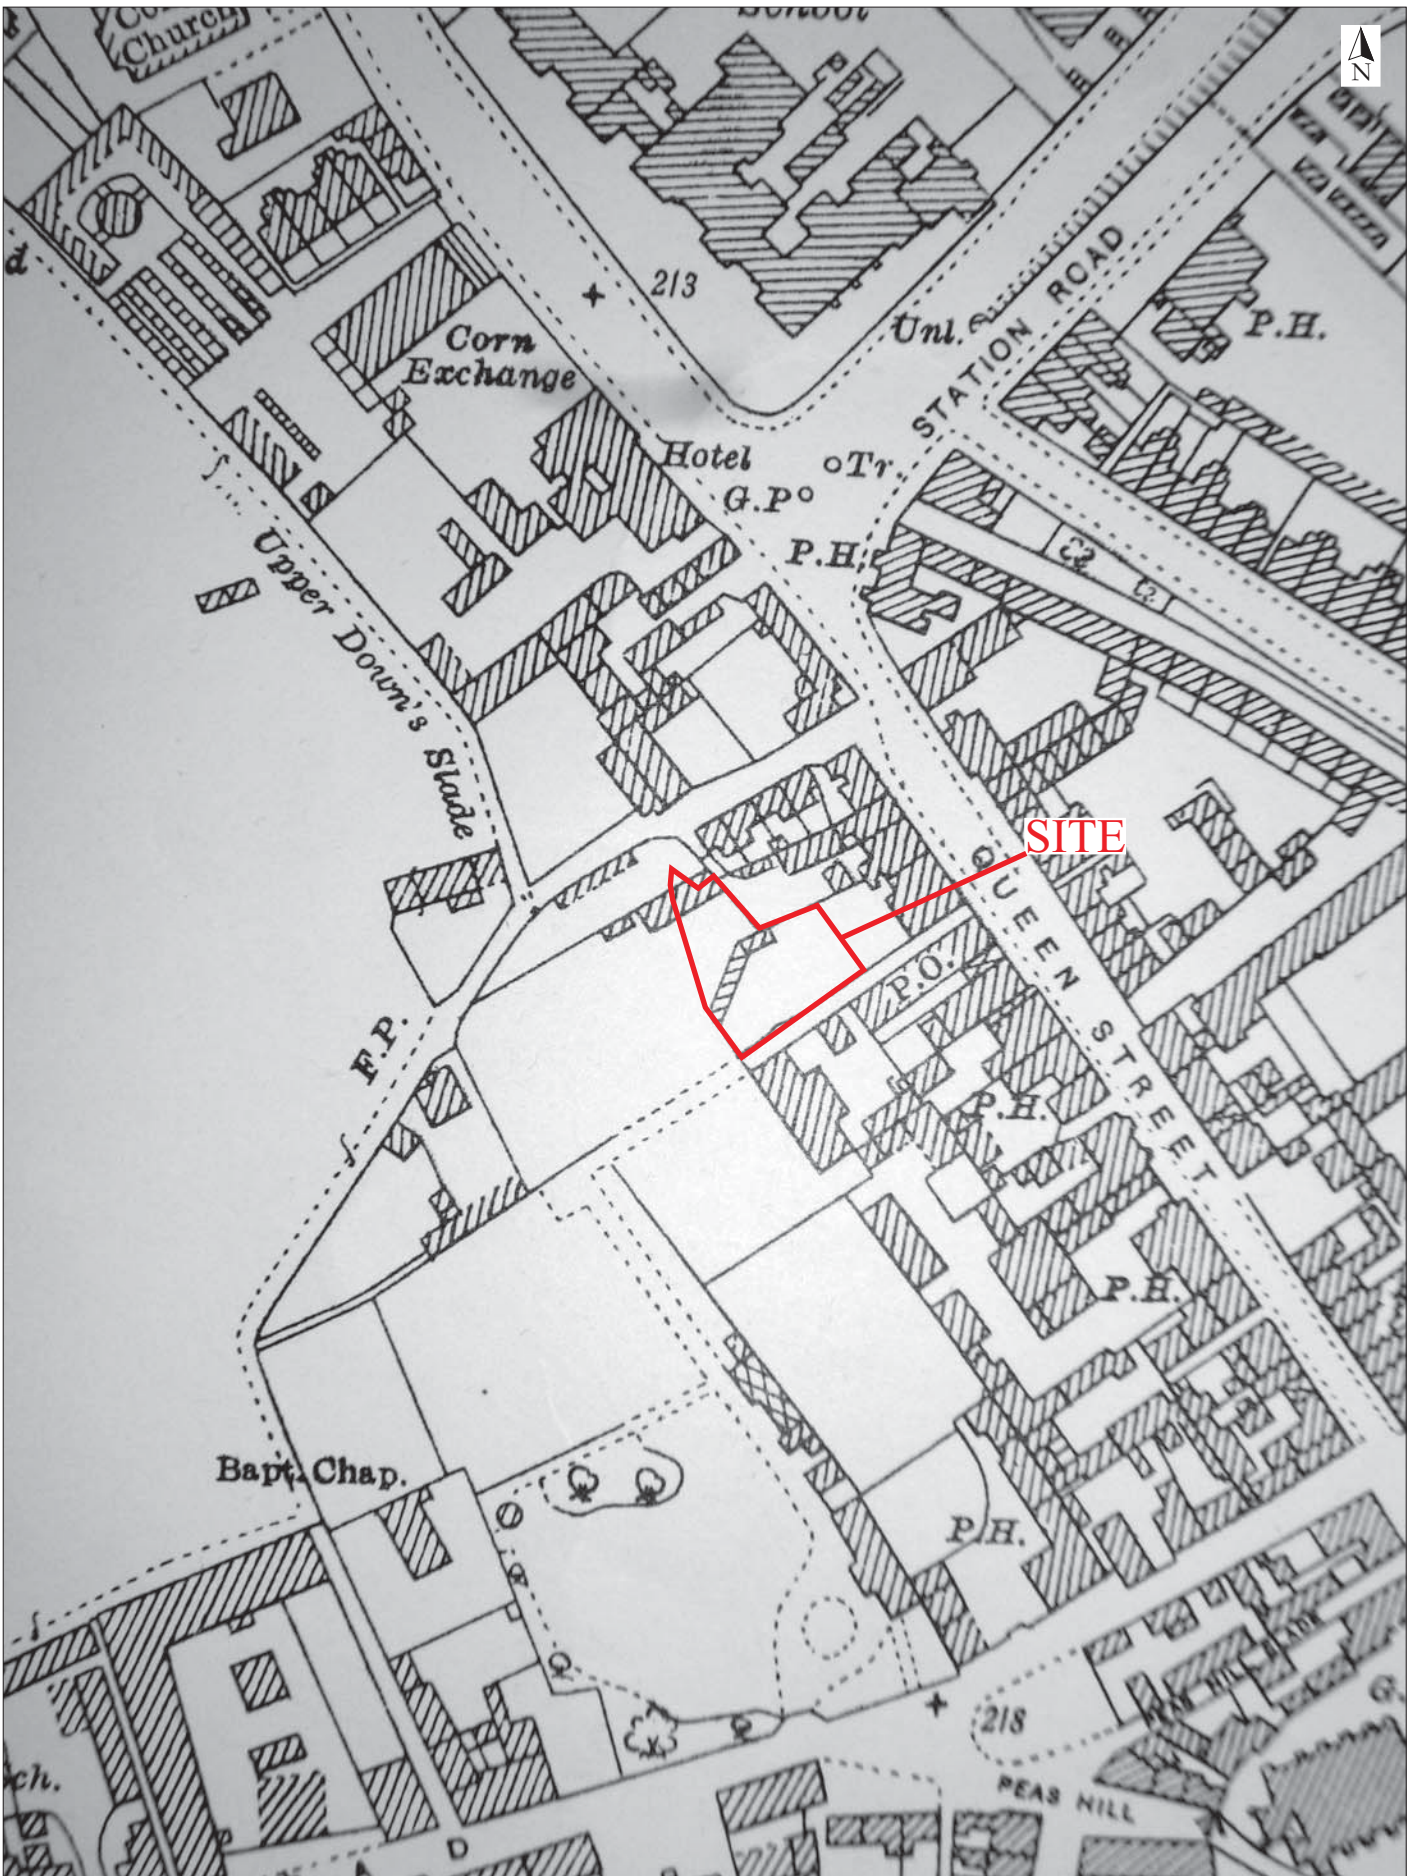 School
Church
N
d
213
Corn
Exchange
Unl.
STATION ROAD
P.H.
Hotel
Tr.
G.P
P.H.
Upper Down's Slade
SITE
QUEEN STREET
P.O.
F.P.
P.H.
P.H.
Bapt. Chap.
P.H.
218
PEAS HILL
ch.
A D